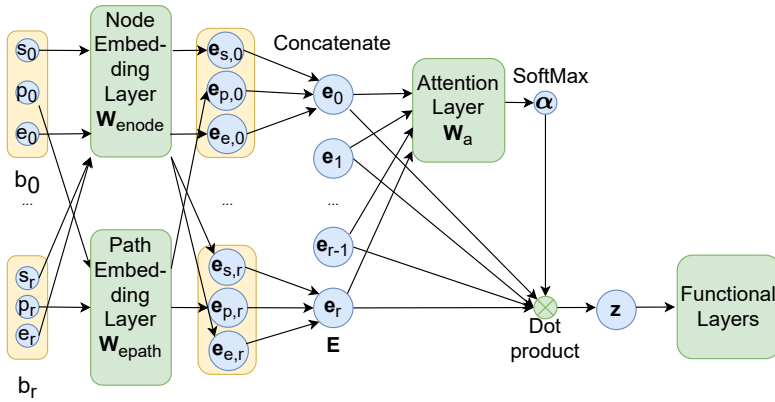 s0
p0
e0
b0
...
sr
pr
er
br
Node
Embed-
ding
Layer
Wenode
Path
Embed-
ding
Layer
Wepath
es,0
ep,0
ee,0
...
es,r
ep,r
ee,r
Concatenate
e0
e1
...
er-1
er
E
Attention
Layer
Wa
SoftMax
α
Dot
product
z
Functional
Layers